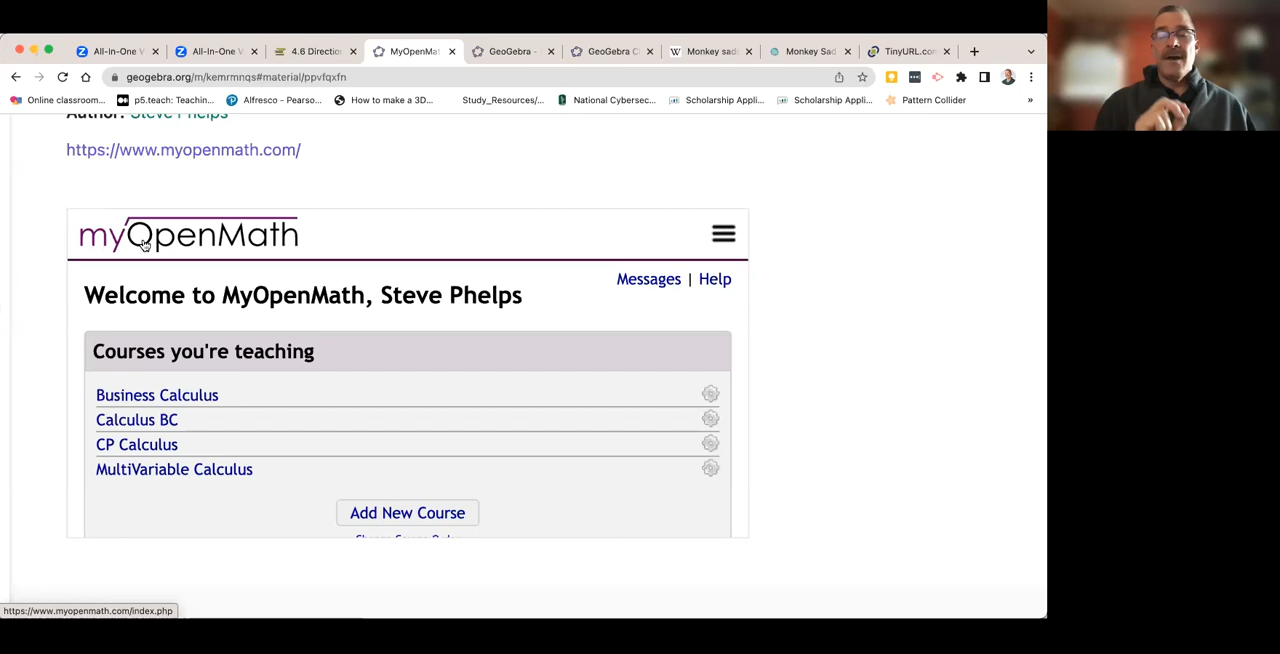 All-In-One V
All-In-One V
4.6 Directio
MyOpenMat
GeoGebra -
GeoGebra C
Monkey sad
Monkey Sad
TinyURL.co
geogebra.org/m/kemrmnqs#material/ppvfqxfn
Online classroom...
p5.teach: Teachin...
Alfresco - Pearso...
How to make a 3D...
Study_Resources/...
National Cybersec...
Scholarship Appli...
Scholarship Appli...
Pattern Collider
»
Author: Steve Phelps
https://www.myopenmath.com/
myOpenMath
Messages | Help
Welcome to MyOpenMath, Steve Phelps
Courses you're teaching
Business Calculus
Calculus BC
CP Calculus
MultiVariable Calculus
Add New Course
https://www.myopenmath.com/index.php